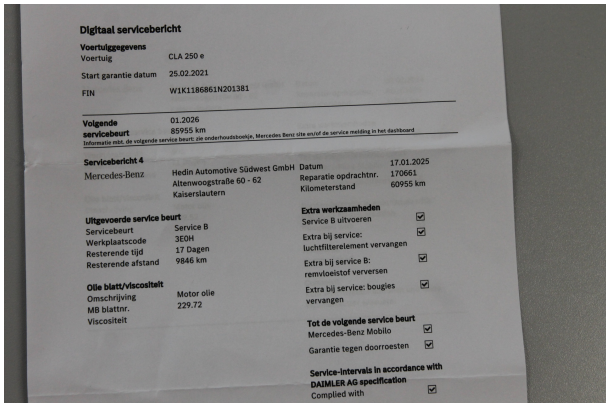 Digitaal servicebericht
Voertuiggegevens
Voertuig CLA 250 e
Start garantie datum 25.02.2021
FIN W1K1186861N201381
Volgende servicebeurt 01.2026
85955 km
Informatie mbt. de volgende service beurt: zie onderhoudsboekje, Mercedes Benz site en/of de service melding in het dashboard
Servicebericht 4
Mercedes-Benz Hedin Automotive Südwest GmbH
Altenwoogstraße 60 - 62
Kaiserslautern
Datum 17.01.2025
Reparatie opdrachtnr. 170661
Kilometerstand 60955 km
Uitgevoerde service beurt
Servicebeurt Service B
Werkplaatscode 3E0H
Resterende tijd 17 Dagen
Resterende afstand 9846 km
Olie blatt/viscositeit
Omschrijving Motor olie
MB blattnr. 229.72
Viscositeit
Extra werkzaamheden
Service B uitvoeren
Extra bij service:
luchtfilterelement vervangen
Extra bij service B:
remvloeistof verversen
Extra bij service: bougies
vervangen
Tot de volgende service beurt
Mercedes-Benz Mobilo
Garantie tegen doorroesten
Service-intervals in accordance with
DAIMLER AG specification
Complied with